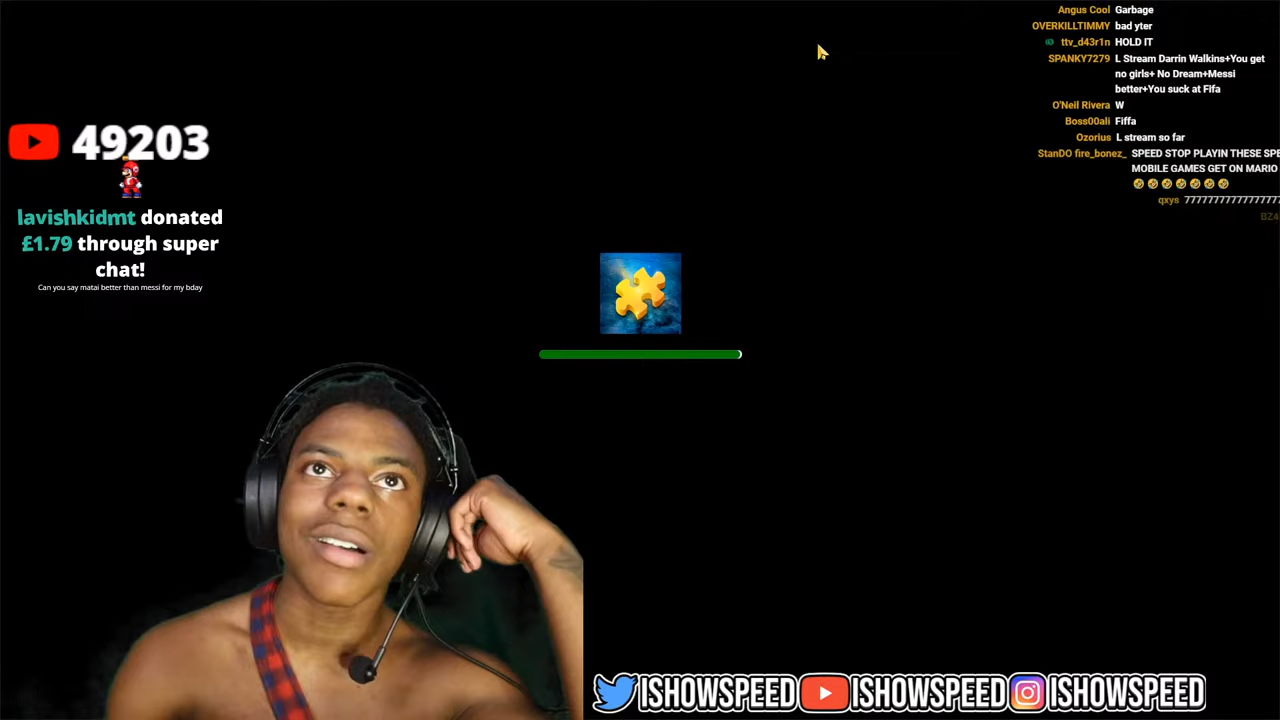 Angus Cool Garbage
OVERKILLTIMMY bad yter
ttv_d43r1n HOLD IT
SPANKY7279 L Stream Darrin Walkins+You get
no girls+ No Dream+Messi
better+You suck at Fifa
O'Neil Rivera W
Boss00ali Fiffa
Ozorius L stream so far
StanDO fire_bonez_ SPEED STOP PLAYIN THESE SPE
MOBILE GAMES GET ON MARIO
qxys 77777777777777777
BZ4
49203
lavishkidmt donated
£1.79 through super
chat!
Can you say matai better than messi for my bday
ISHOWSPEED ISHOWSPEED ISHOWSPEED